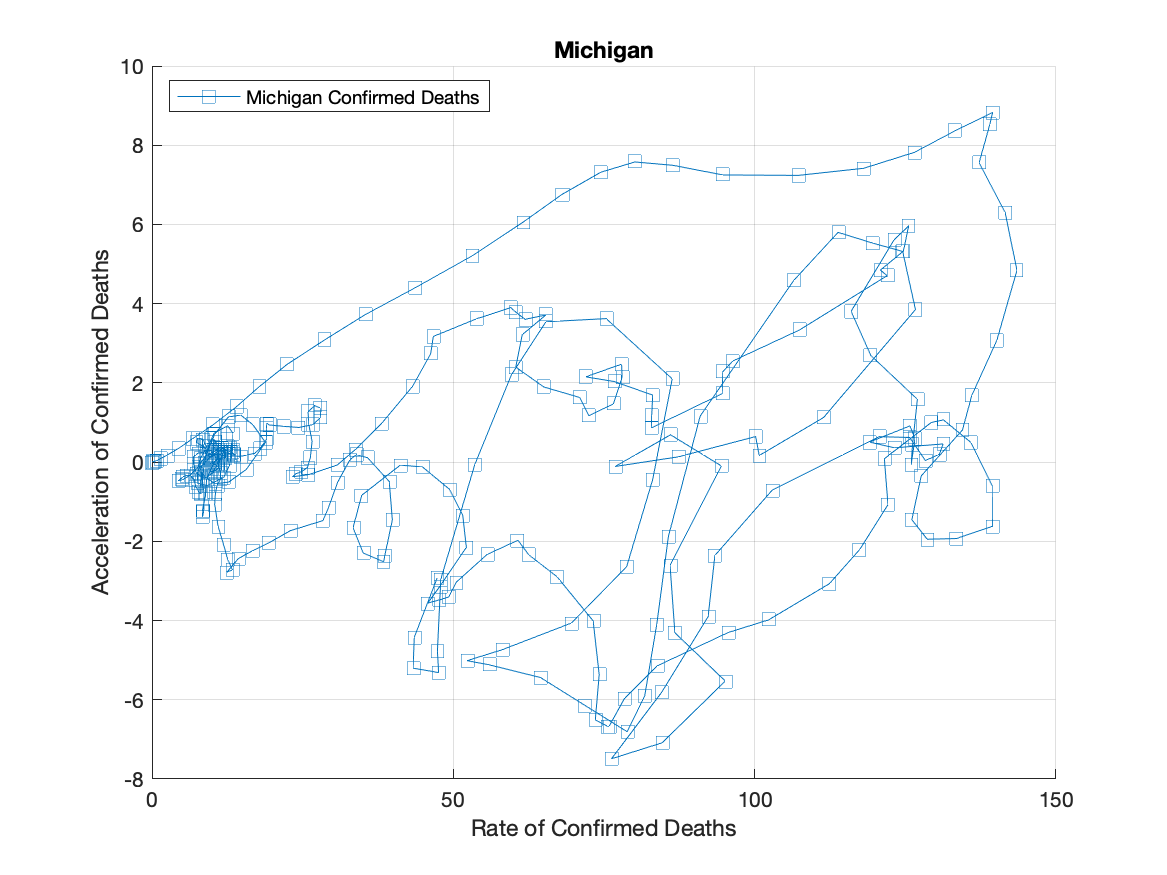 Michigan
Michigan Confirmed Deaths
10
8
6
4
2
0
-2
-4
-6
-8
Acceleration of Confirmed Deaths
0 50 100 150
Rate of Confirmed Deaths